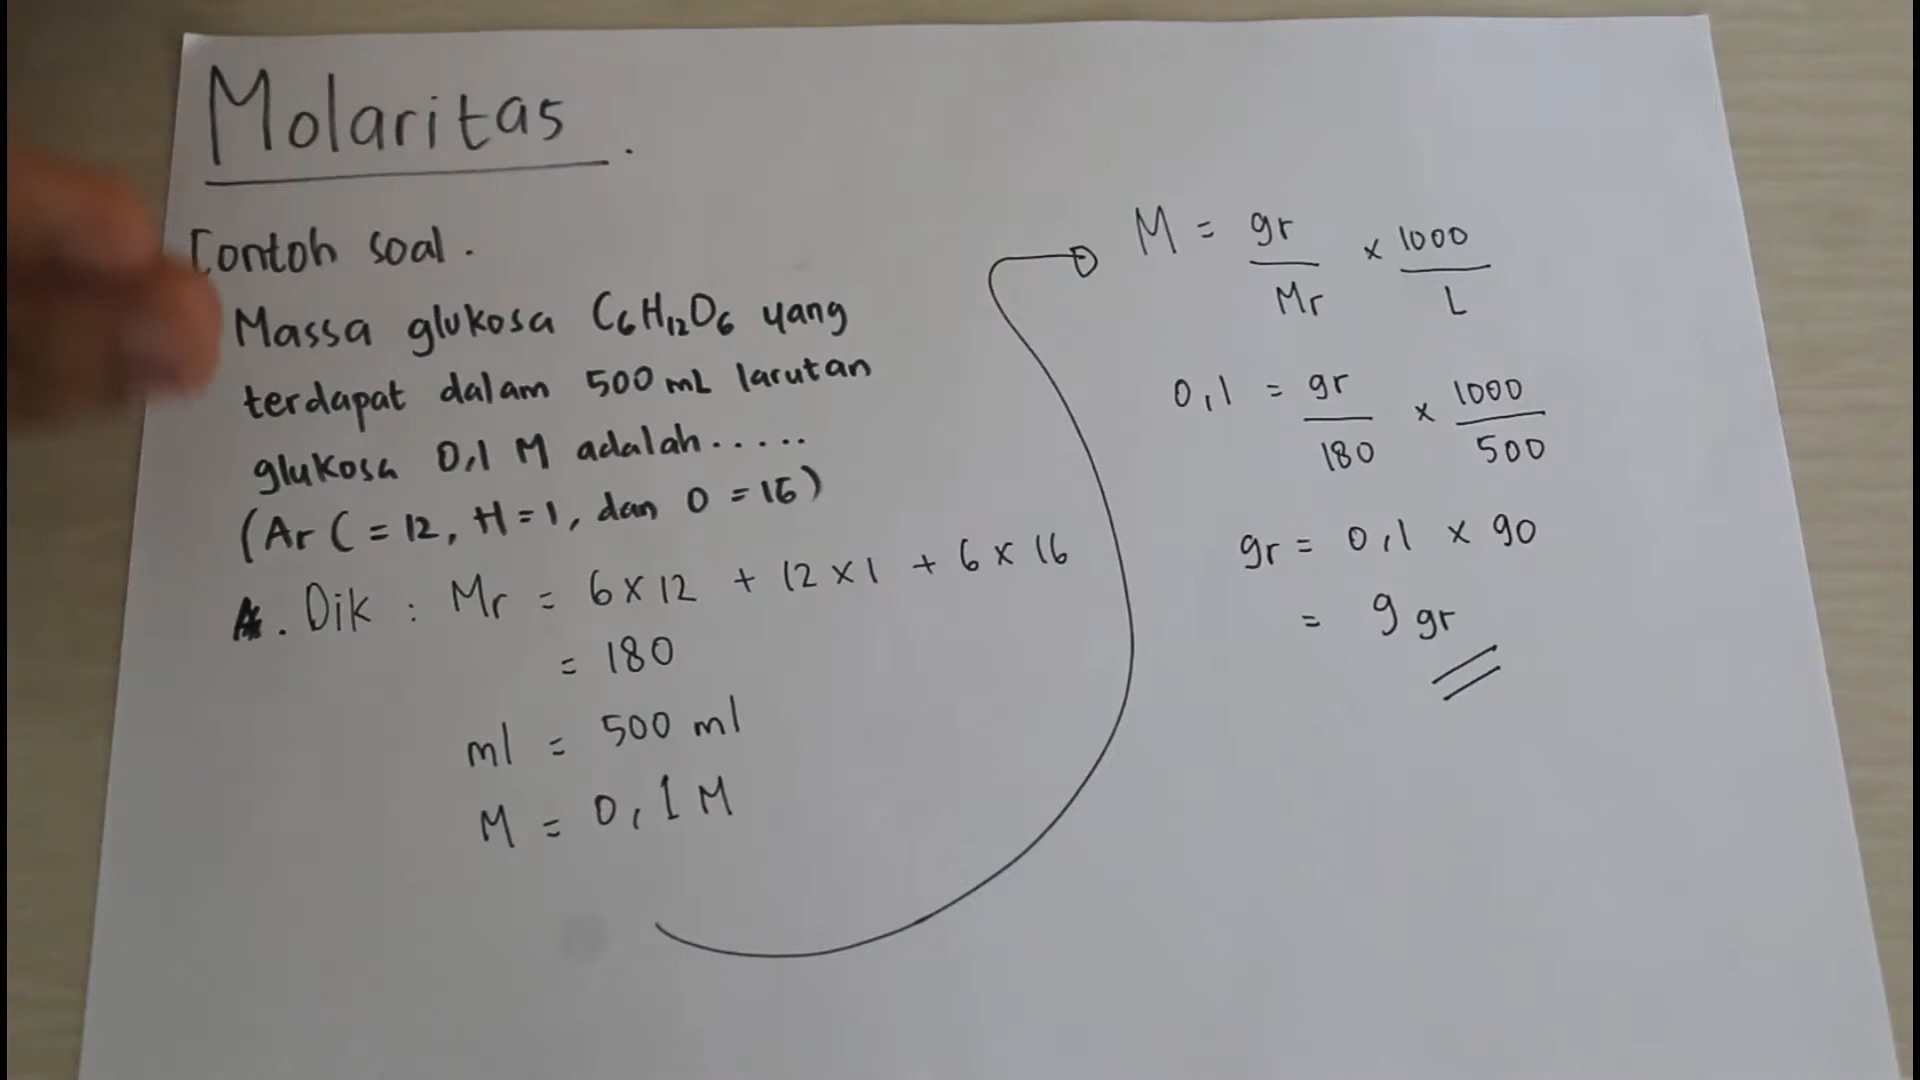 Molaritas.
Contoh soal.
Massa glukosa C6H12O6 yang
terdapat dalam 500 mL larutan
glukosa 0,1 M adalah.....
(Ar C = 12, H = 1, dan O = 16)
A. Dik : Mr = 6 x 12 + 12 x 1 + 6 x 16
= 180
ml = 500 ml
M = 0,1 M
M = gr/Mr x 1000/L
0,1 = gr/180 x 1000/500
gr = 0,1 x 90
= 9 gr